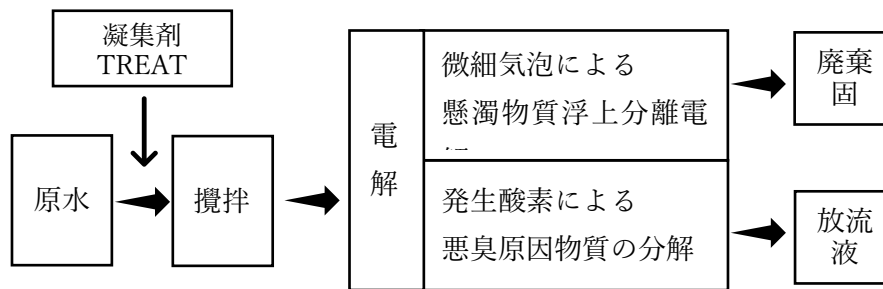 凝集剤
TREAT
原水
攪拌
電
解
微細気泡による
懸濁物質浮上分離電
発生酸素による
悪臭原因物質の分解
廃棄
固
放流
液